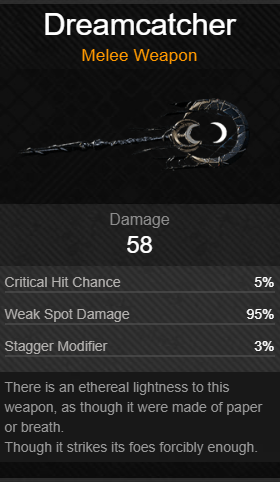 Dreamcatcher
Melee Weapon
Damage
58
Critical Hit Chance 5%
Weak Spot Damage 95%
Stagger Modifier 3%
There is an ethereal lightness to this
weapon, as though it were made of paper
or breath.
Though it strikes its foes forcibly enough.